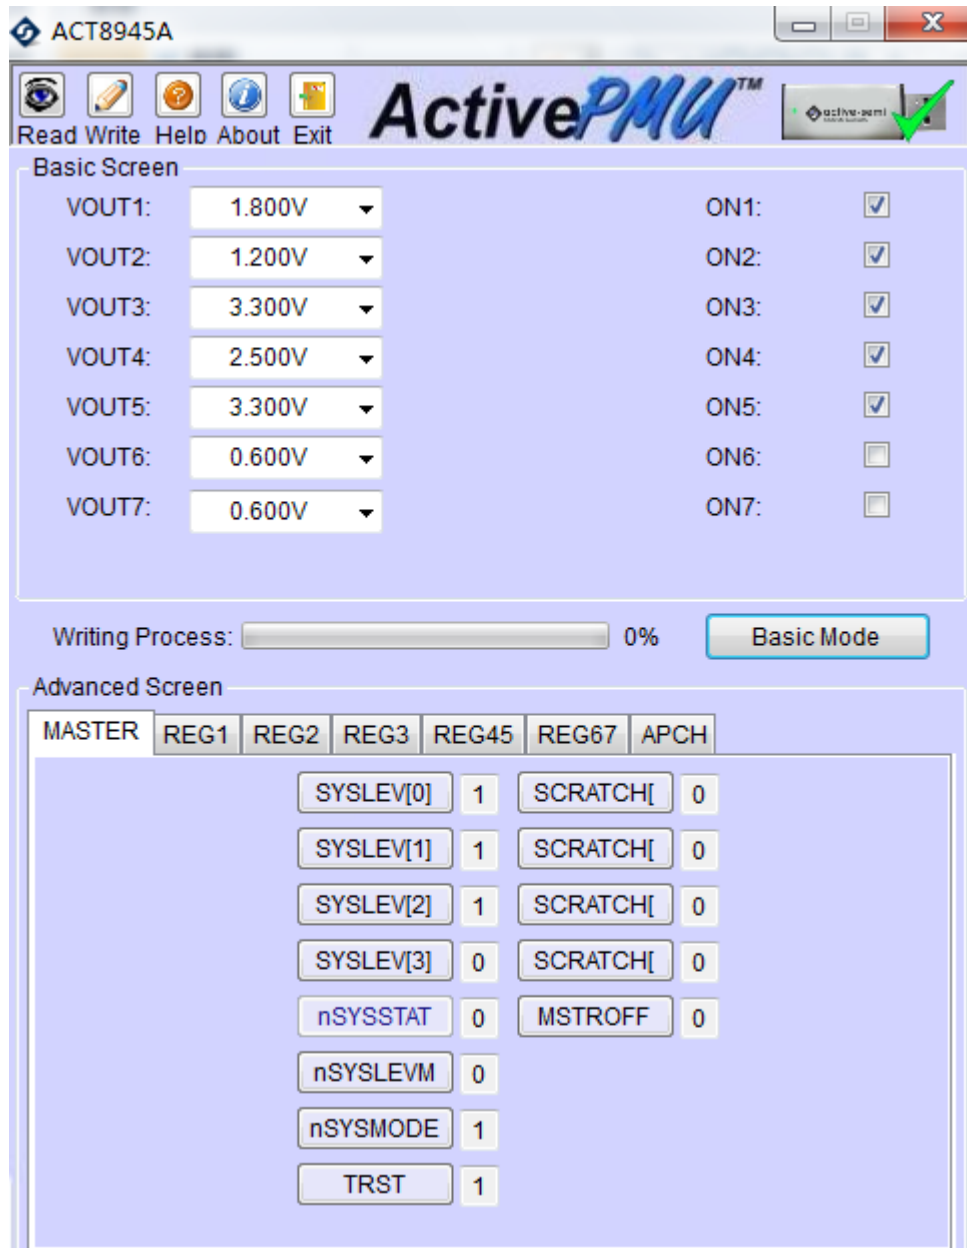 ACT8945A
Read Write Help About Exit
ActivePMU™
active-semi
Basic Screen
VOUT1: 1.800V ON1:
VOUT2: 1.200V ON2:
VOUT3: 3.300V ON3:
VOUT4: 2.500V ON4:
VOUT5: 3.300V ON5:
VOUT6: 0.600V ON6:
VOUT7: 0.600V ON7:
Writing Process: 0% Basic Mode
Advanced Screen
MASTER REG1 REG2 REG3 REG45 REG67 APCH
SYSLEV[0] 1 SCRATCH[ 0
SYSLEV[1] 1 SCRATCH[ 0
SYSLEV[2] 1 SCRATCH[ 0
SYSLEV[3] 0 SCRATCH[ 0
nSYSSTAT 0 MSTROFF 0
nSYSLEVM 0
nSYSMODE 1
TRST 1